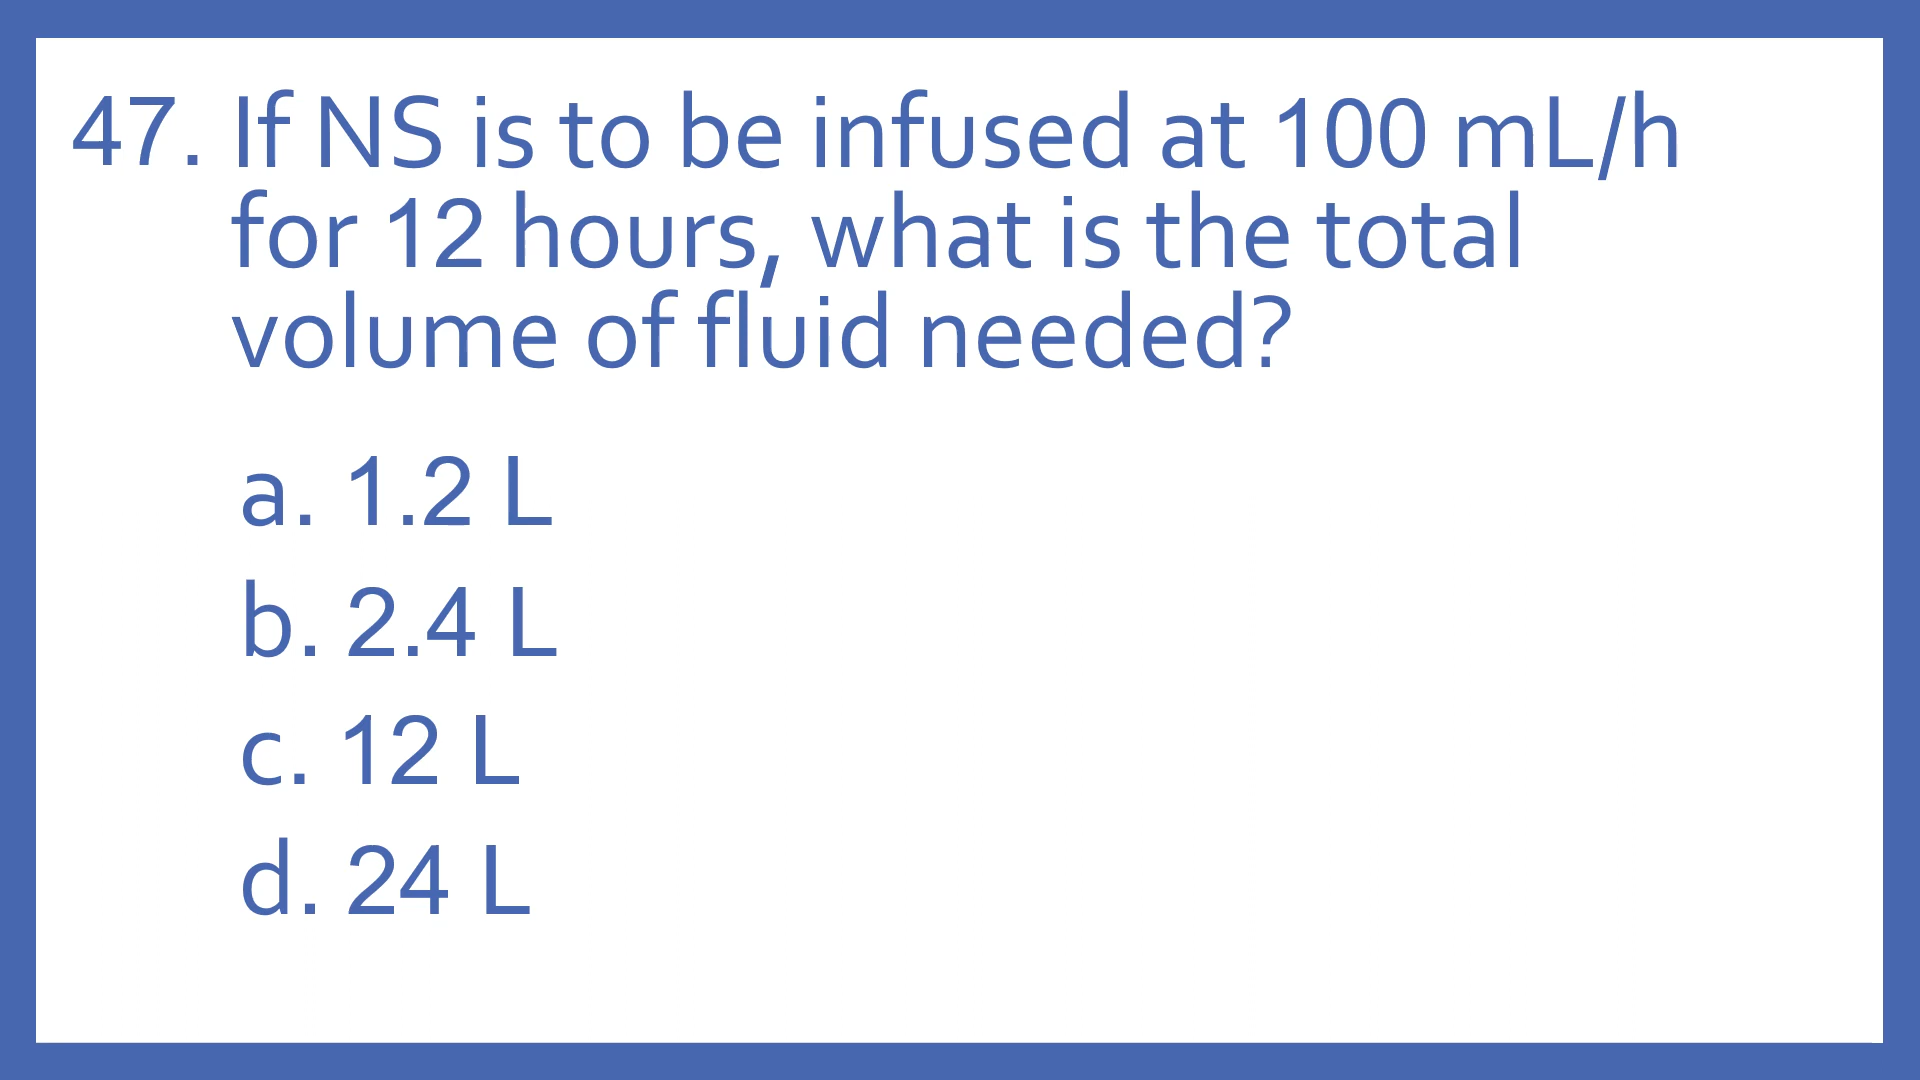 47. If NS is to be infused at 100 mL/h
for 12 hours, what is the total
volume of fluid needed?
a. 1.2 L
b. 2.4 L
c. 12 L
d. 24 L